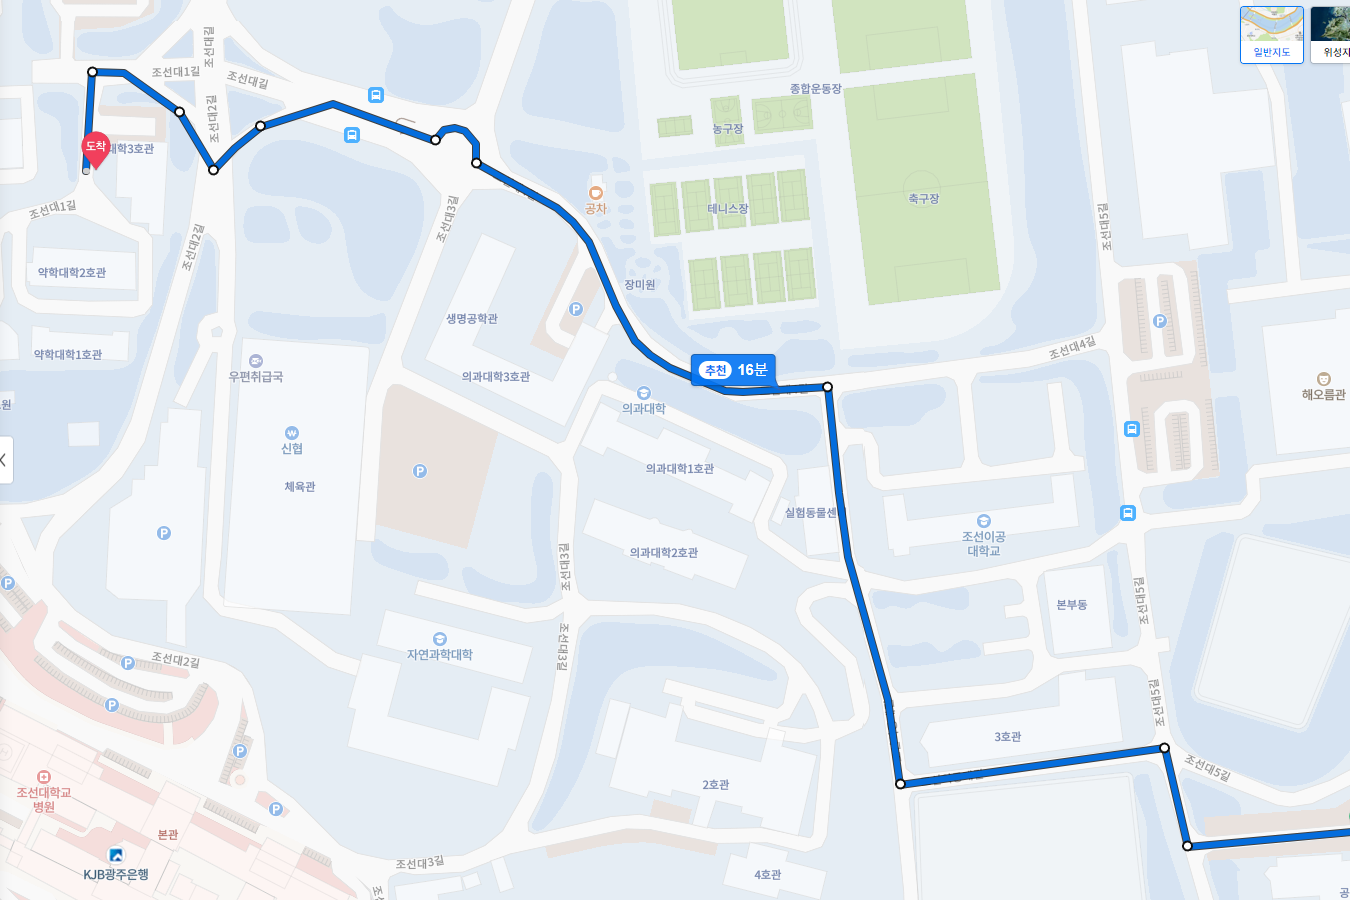 일반지도
위성지
조선대길
조선대1길
조선대길
조선대2길
종합운동장
농구장
도착
대학3호관
공차
테니스장
축구장
조선대1길
조선대3길
조선대5길
조선대2길
약학대학2호관
장미원
생명공학관
조선대4길
약학대학1호관
우편취급국
의과대학3호관
추천 16분
해오름관
의과대학
원
신협
의과대학1호관
체육관
실험동물센
조선이공
대학교
의과대학2호관
조선대3길
본부동
조선대5길
자연과학대학
조선대3길
조선대2길
조선대5길
3호관
조선대5길
2호관
조선대학교
병원
본관
조선대3길
4호관
KJB광주은행
조선대
공